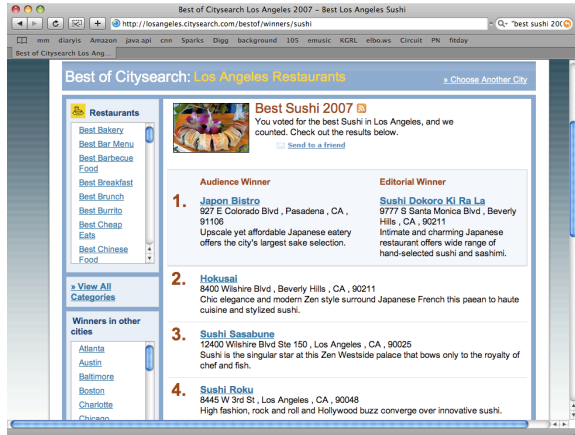 Best of Citysearch Los Angeles 2007 – Best Los Angeles Sushi
http://losangeles.citysearch.com/bestof/winners/sushi
"best sushi 200
mm diaryis Amazon java api cnn Sparks Digg background 105 emusic KGRL elbo.ws Circuit PN fitday
Best of Citysearch Los Ang...
Best of Citysearch: Los Angeles Restaurants
» Choose Another City
Restaurants
Best Bakery
Best Bar Menu
Best Barbecue
Food
Best Breakfast
Best Brunch
Best Burrito
Best Cheap
Eats
Best Chinese
Food
» View All
Categories
Winners in other
cities
Atlanta
Austin
Baltimore
Boston
Charlotte
Chicago
Best Sushi 2007
You voted for the best Sushi in Los Angeles, and we
counted. Check out the results below.
Send to a friend
Audience Winner
1. Japon Bistro
927 E Colorado Blvd , Pasadena , CA ,
91106
Upscale yet affordable Japanese eatery
offers the city's largest sake selection.
Editorial Winner
Sushi Dokoro Ki Ra La
9777 S Santa Monica Blvd , Beverly
Hills , CA , 90211
Intimate and charming Japanese
restaurant offers wide range of
hand-selected sushi and sashimi.
2. Hokusai
8400 Wilshire Blvd , Beverly Hills , CA , 90211
Chic elegance and modern Zen style surround Japanese French this paean to haute
cuisine and stylized sushi.
3. Sushi Sasabune
12400 Wilshire Blvd Ste 150 , Los Angeles , CA , 90025
Sushi is the singular star at this Zen Westside palace that bows only to the royalty of
chef and fish.
4. Sushi Roku
8445 W 3rd St , Los Angeles , CA , 90048
High fashion, rock and roll and Hollywood buzz converge over innovative sushi.